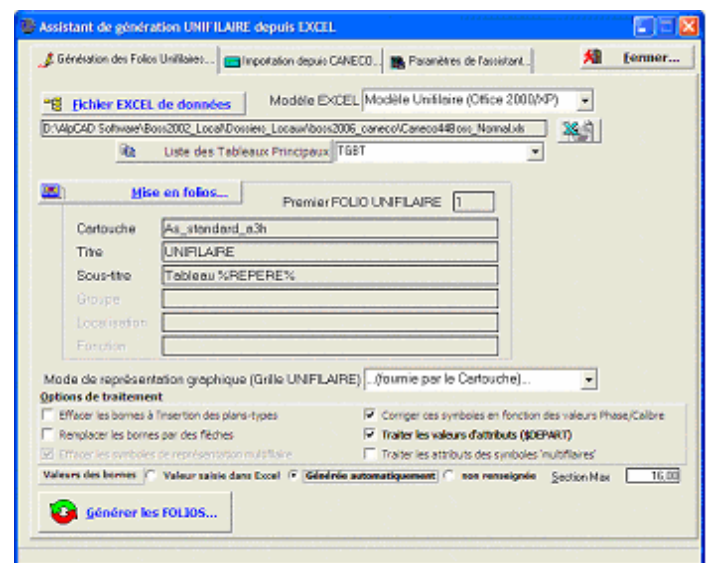 Assistant de génération UNIFILAIRE depuis EXCEL
Génération des Folios Unifilaires... Importation depuis CANECO... Paramètres de l'assistant... Fermer...
Fichier EXCEL de données Modèle EXCEL Modèle Unifilaire (Office 2000/XP)
D:\AlpCAD Software\Boss2002_Local\Dossiers_Locaux\boss2006_caneco\Caneco44Boss_Normal.xls
Liste des Tableaux Principaux TGBT
Mise en folios... Premier FOLIO UNIFILAIRE 1
Cartouche As_standard_a3h
Titre UNIFILAIRE
Sous-titre Tableau %REPERE%
Groupe
Localisation
Fonction
Mode de représentation graphique (Grille UNIFILAIRE) ...(fournie par le Cartouche)...
Options de traitement
Effacer les bornes à l'insertion des plans-types Corriger ces symboles en fonction des valeurs Phase/Calibre
Remplacer les bornes par des flèches Traiter les valeurs d'attributs ($DEPART)
Effacer les symboles de représentation multifilaire Traiter les attributs des symboles 'multifilaires'
Valeurs des bornes Valeur saisie dans Excel Générée automatiquement non renseignée Section Max 16,00
Générer les FOLIOS...